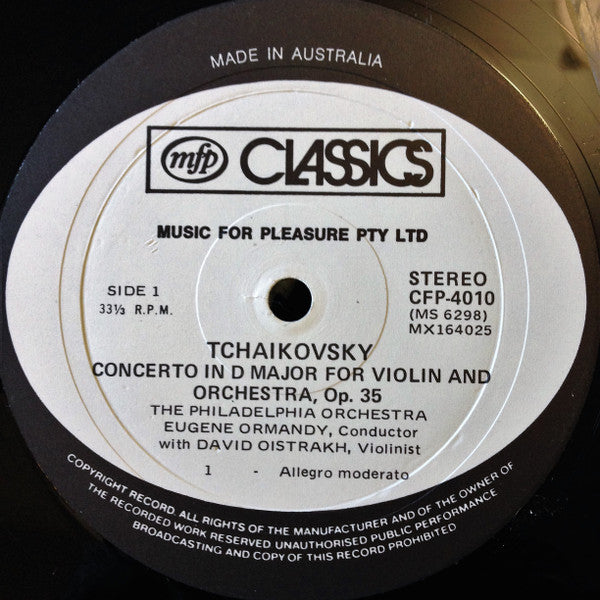 MADE IN AUSTRALIA
mfp CLASSICS
MUSIC FOR PLEASURE PTY LTD
SIDE 1
33⅓ R.P.M.
STEREO
CFP-4010
(MS 6298)
MX164025
TCHAIKOVSKY
CONCERTO IN D MAJOR FOR VIOLIN AND
ORCHESTRA, Op. 35
THE PHILADELPHIA ORCHESTRA
EUGENE ORMANDY, Conductor
with DAVID OISTRAKH, Violinist
1 - Allegro moderato
COPYRIGHT RECORD. ALL RIGHTS OF THE MANUFACTURER AND OF THE OWNER OF
THE RECORDED WORK RESERVED UNAUTHORISED PUBLIC PERFORMANCE
BROADCASTING AND COPY OF THIS RECORD PROHIBITED